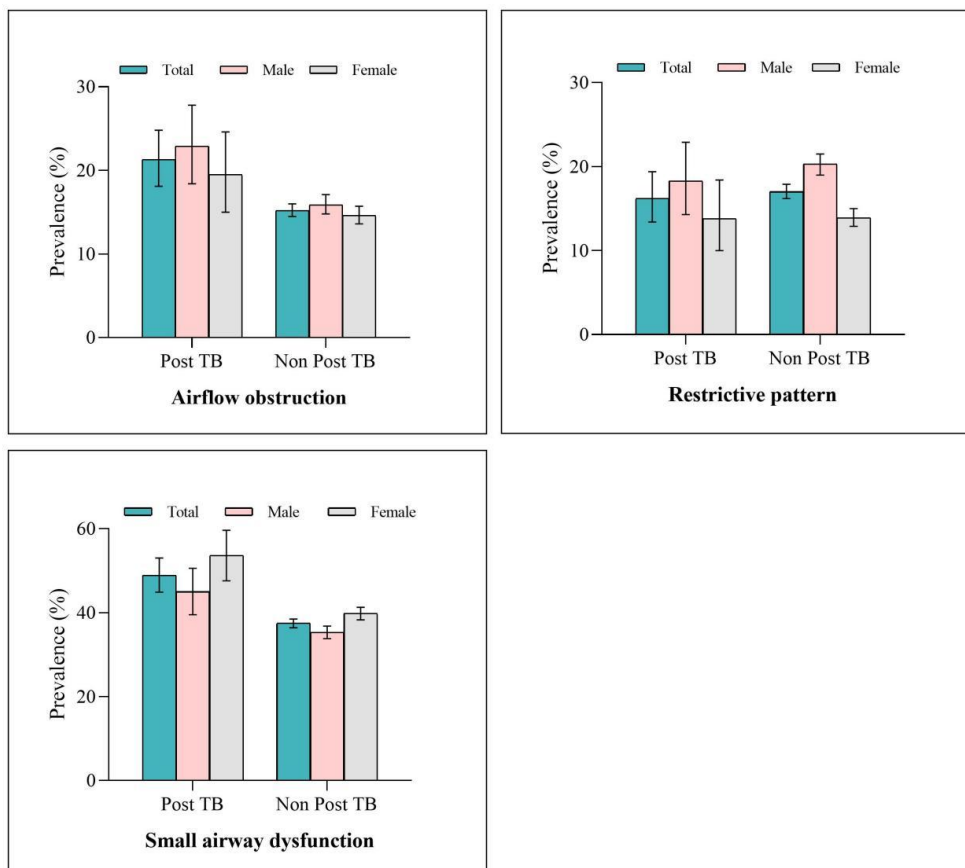 Total Male Female
30
20
10
0
Prevalence (%)
Post TB Non Post TB
Airflow obstruction
Total Male Female
30
20
10
0
Prevalence (%)
Post TB Non Post TB
Restrictive pattern
Total Male Female
60
40
20
0
Prevalence (%)
Post TB Non Post TB
Small airway dysfunction